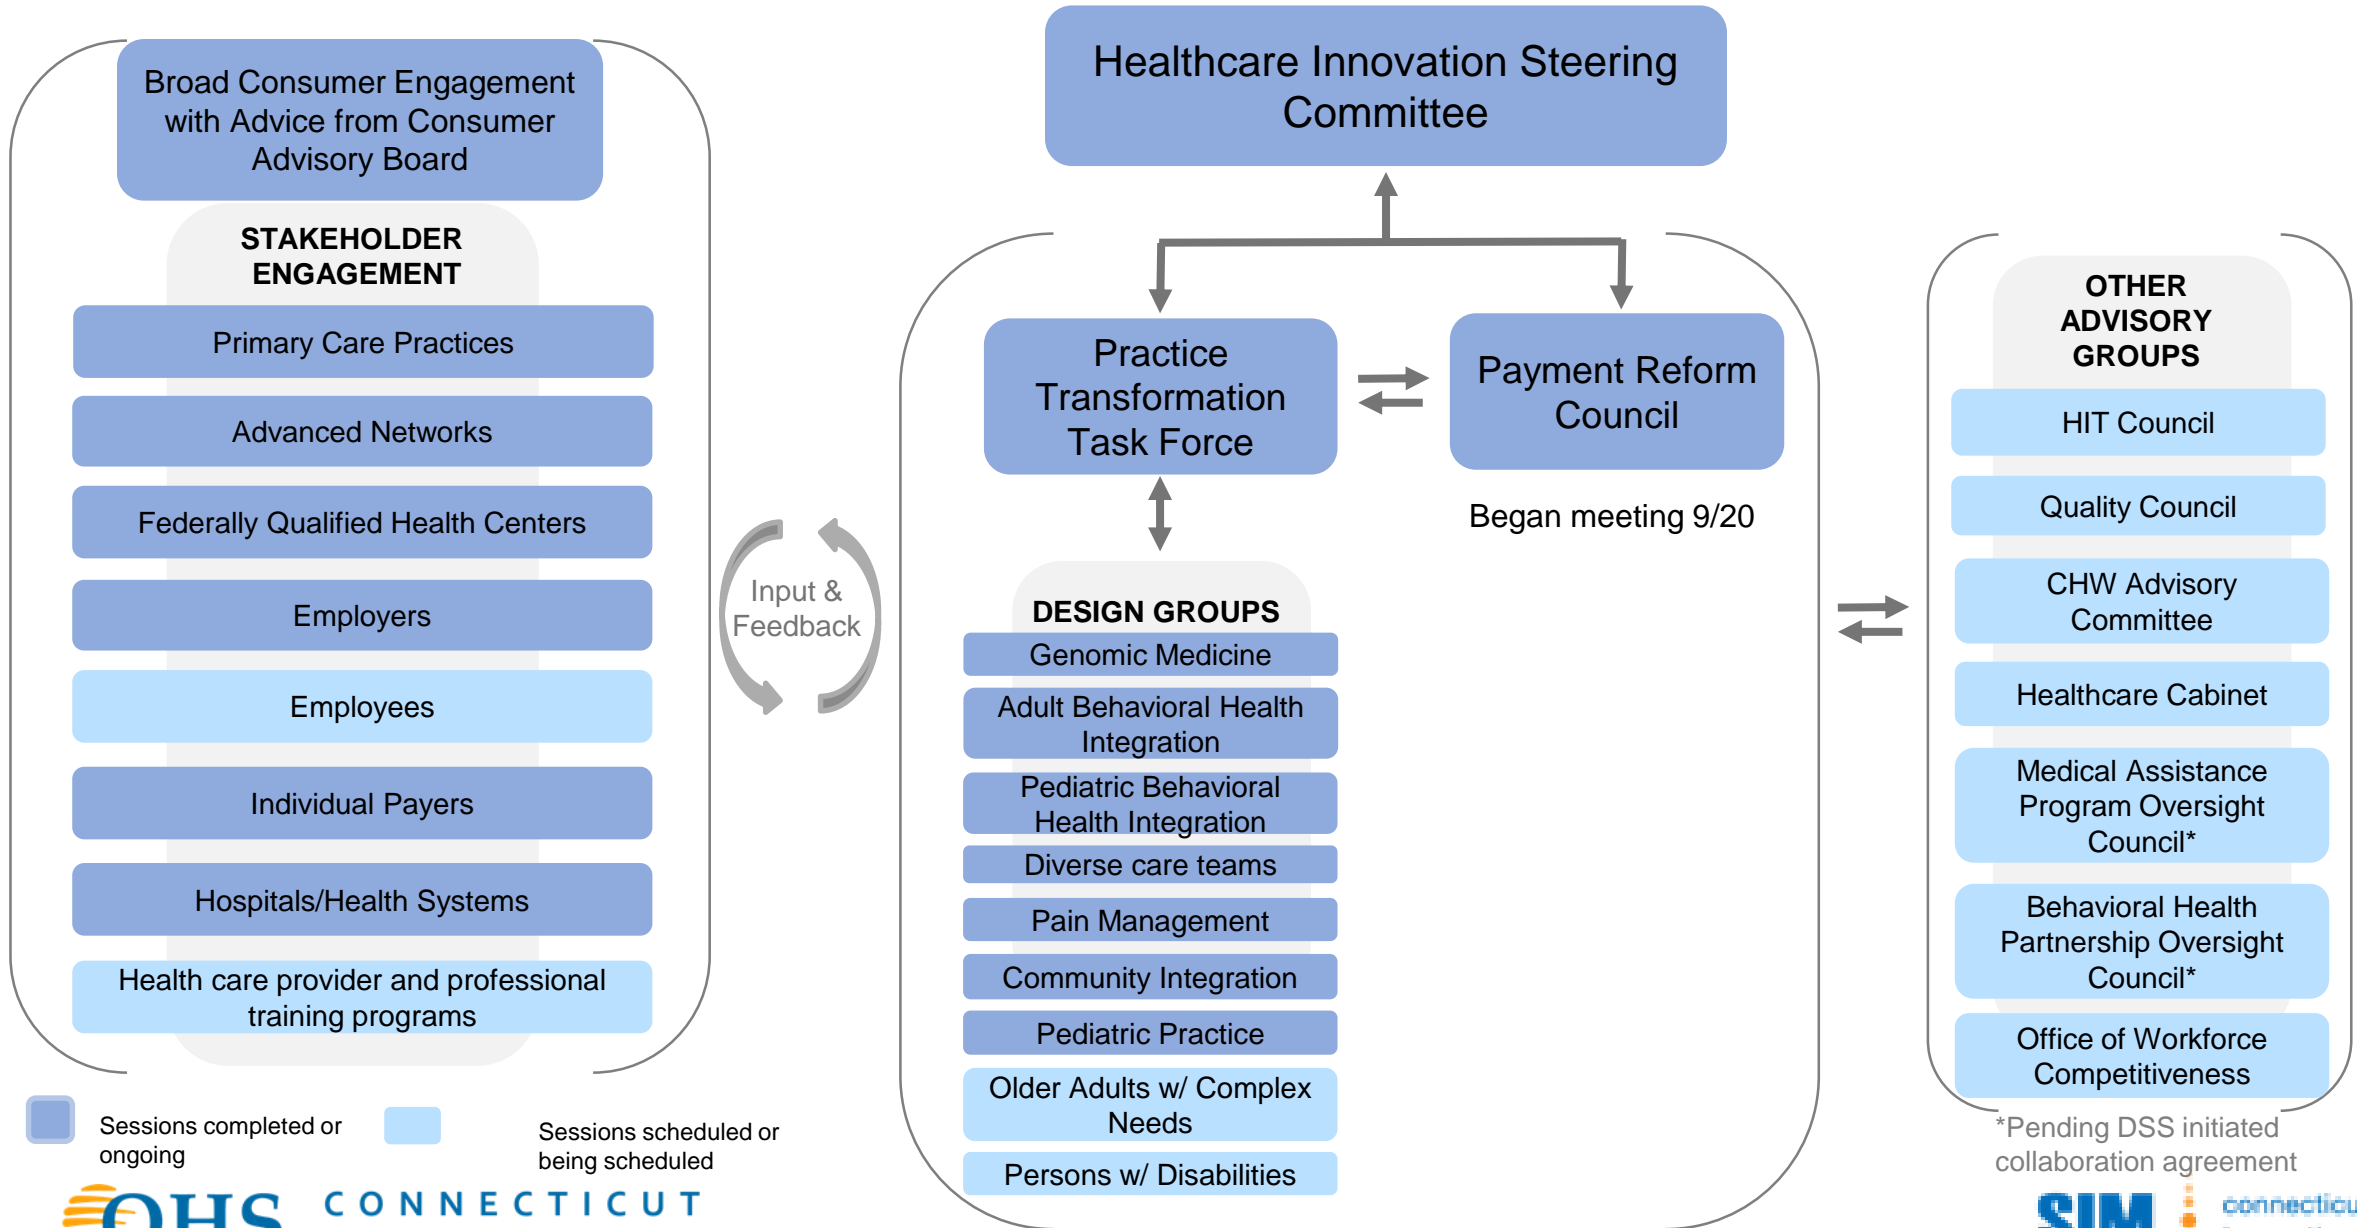 Broad Consumer Engagement
with Advice from Consumer
Advisory Board
STAKEHOLDER
ENGAGEMENT
Primary Care Practices
Advanced Networks
Federally Qualified Health Centers
Employers
Employees
Individual Payers
Hospitals/Health Systems
Health care provider and professional
training programs
Sessions completed or
ongoing
Sessions scheduled or
being scheduled
Input &
Feedback
Healthcare Innovation Steering
Committee
Practice
Transformation
Task Force
Payment Reform
Council
Began meeting 9/20
DESIGN GROUPS
Genomic Medicine
Adult Behavioral Health
Integration
Pediatric Behavioral
Health Integration
Diverse care teams
Pain Management
Community Integration
Pediatric Practice
Older Adults w/ Complex
Needs
Persons w/ Disabilities
OTHER
ADVISORY
GROUPS
HIT Council
Quality Council
CHW Advisory
Committee
Healthcare Cabinet
Medical Assistance
Program Oversight
Council*
Behavioral Health
Partnership Oversight
Council*
Office of Workforce
Competitiveness
*Pending DSS initiated
collaboration agreement
OHS
CONNECTICUT
SIM